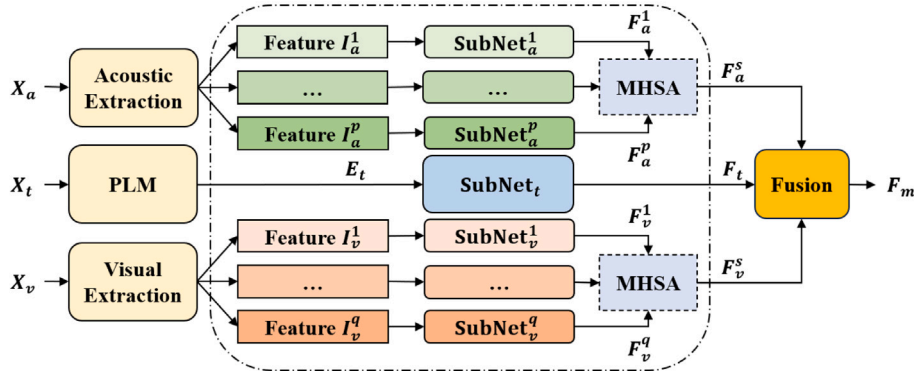 X_a
Acoustic
Extraction
Feature I_a^1
SubNet_a^1
F_a^1
...
...
MHSA
F_a^s
Feature I_a^p
SubNet_a^p
F_a^p
X_t
PLM
E_t
SubNet_t
F_t
Fusion
F_m
X_v
Visual
Extraction
Feature I_v^1
SubNet_v^1
F_v^1
...
...
MHSA
F_v^s
Feature I_v^q
SubNet_v^q
F_v^q